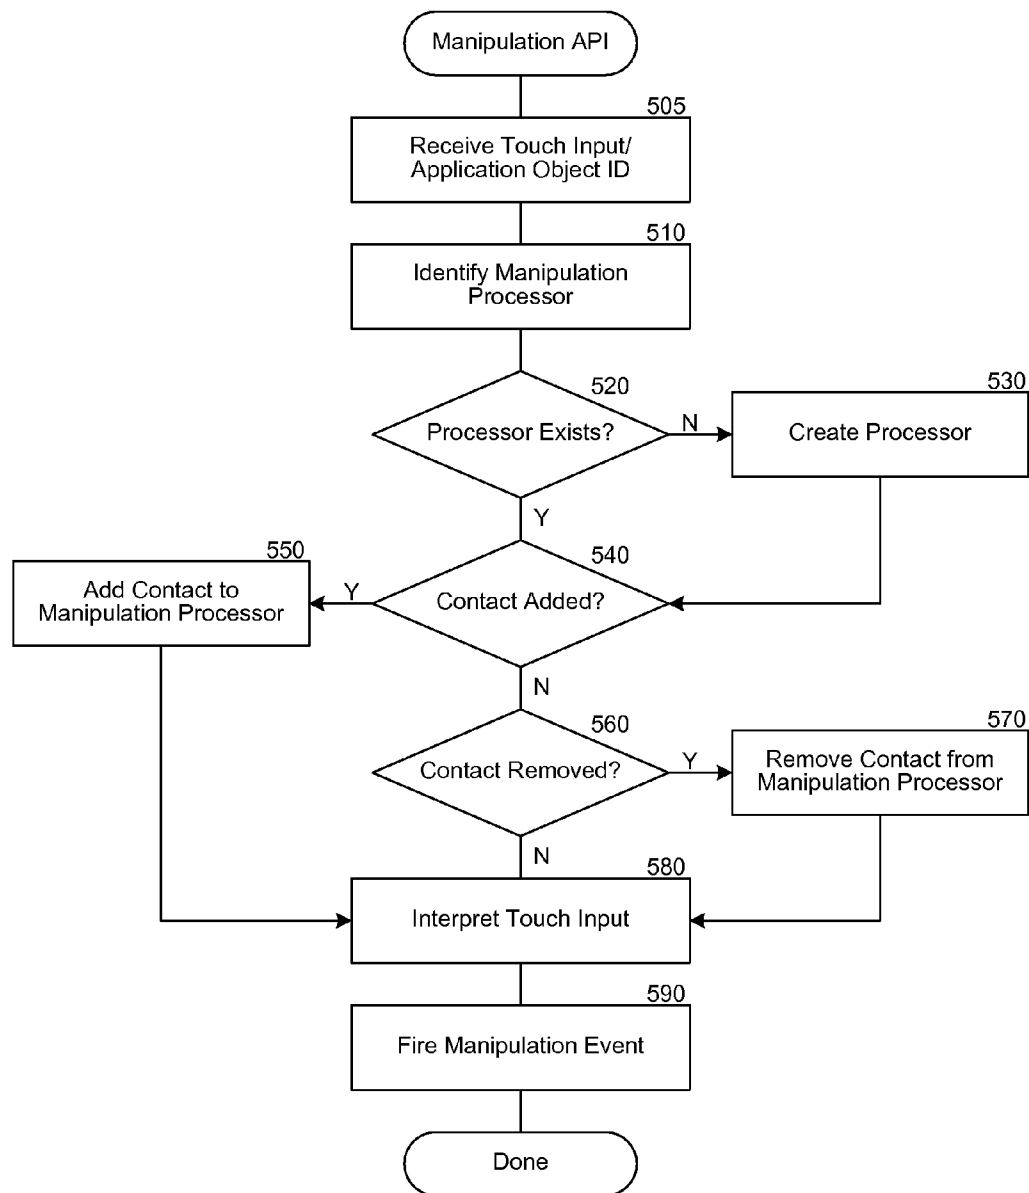 Manipulation API
505
Receive Touch Input/
Application Object ID
510
Identify Manipulation
Processor
520
Processor Exists?
N
530
Create Processor
Y
540
Contact Added?
Y
550
Add Contact to
Manipulation Processor
N
560
Contact Removed?
Y
570
Remove Contact from
Manipulation Processor
N
580
Interpret Touch Input
590
Fire Manipulation Event
Done